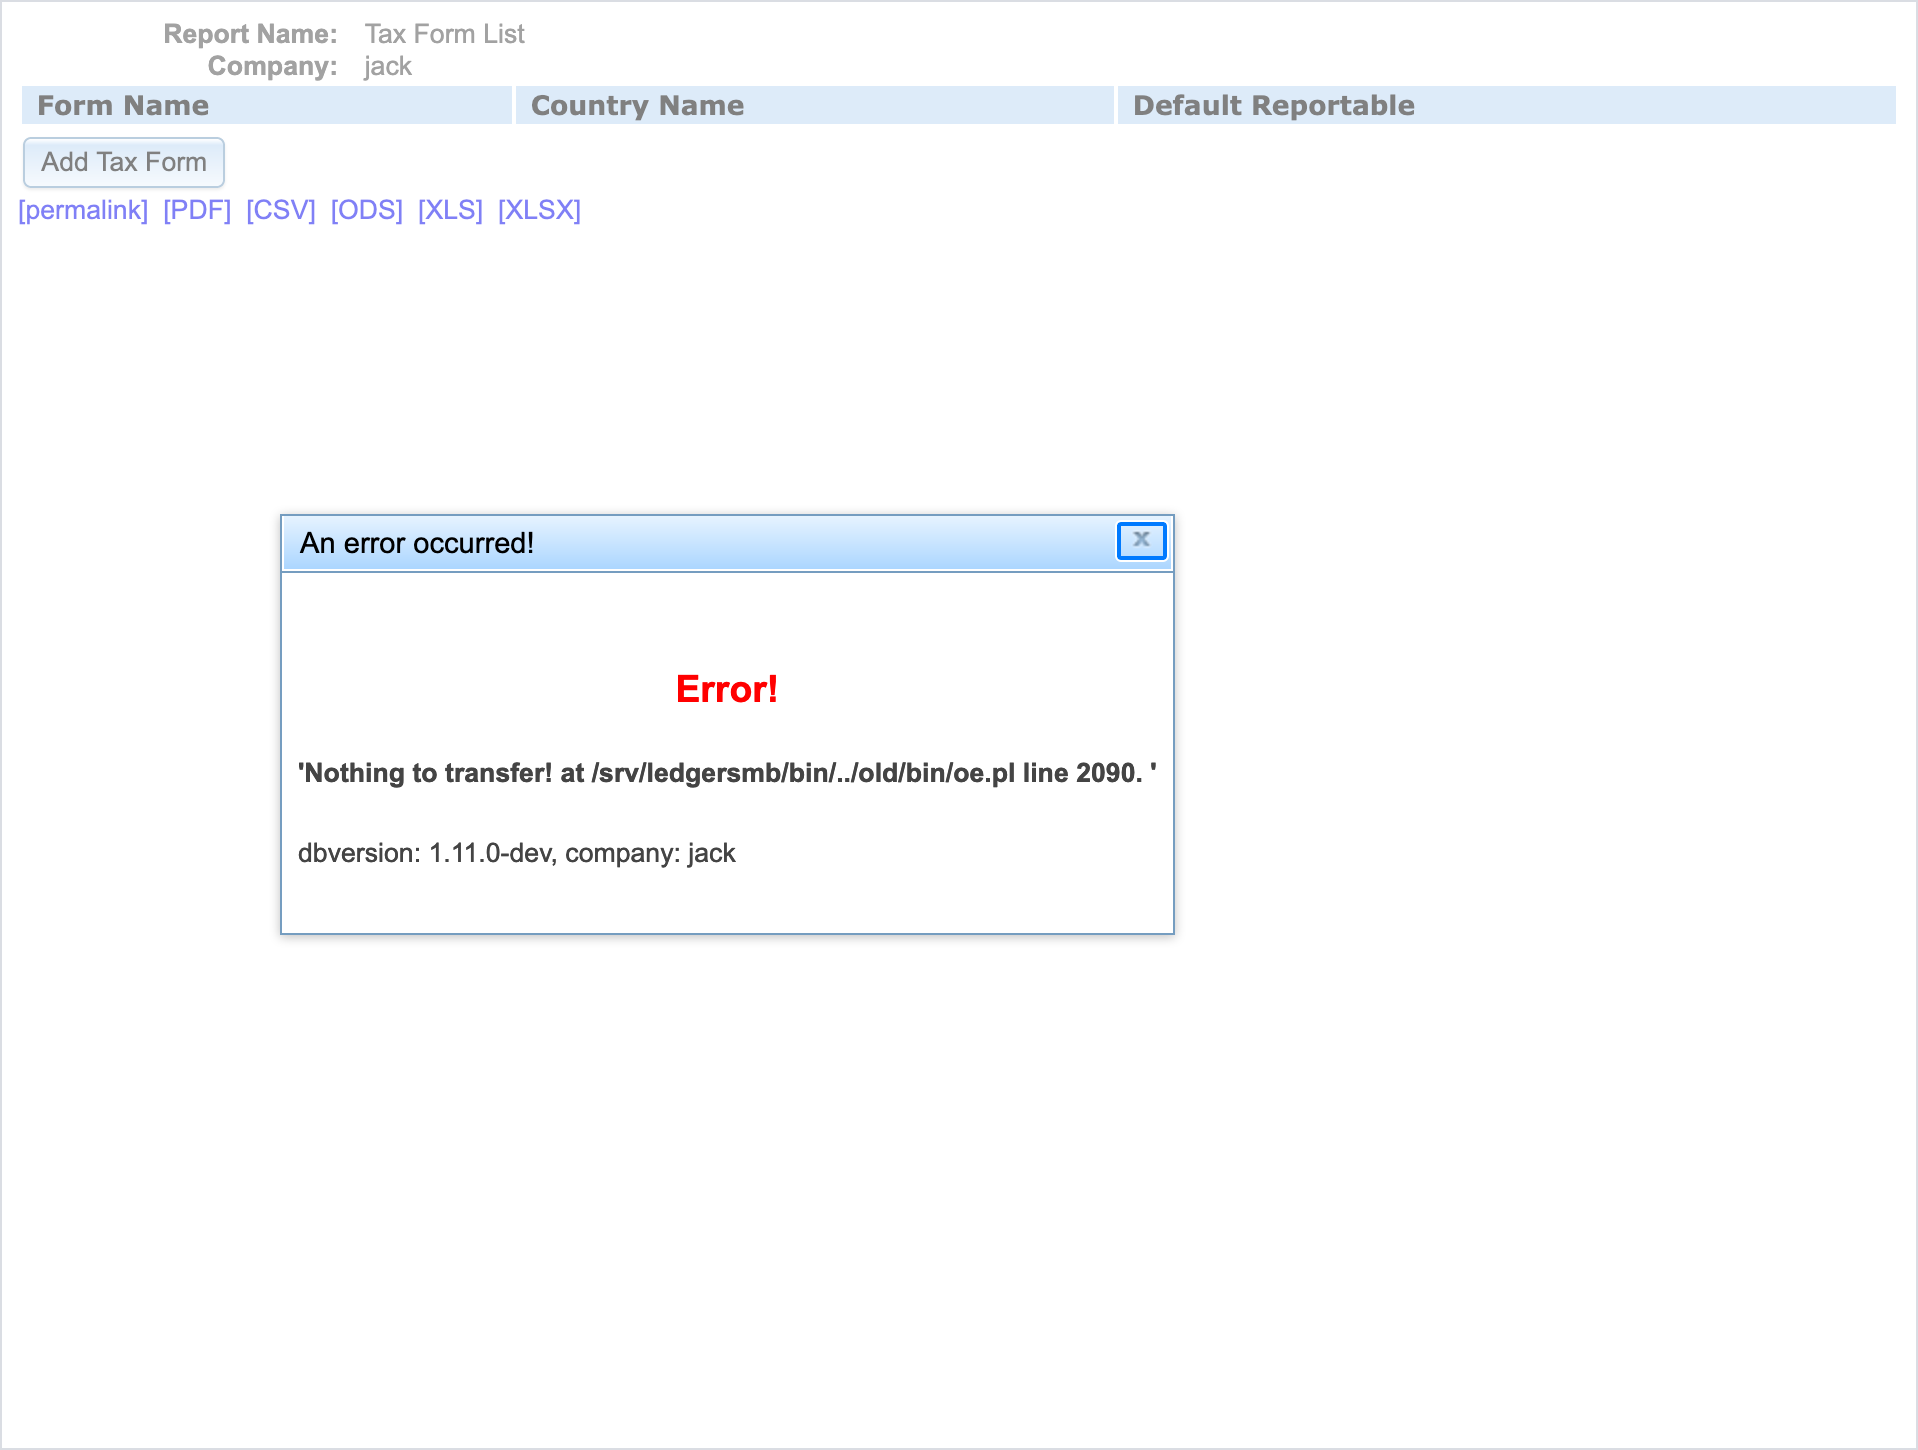 Report Name: Tax Form List
Company: jack
Form Name Country Name Default Reportable
Add Tax Form
[permalink] [PDF] [CSV] [ODS] [XLS] [XLSX]
An error occurred!
x
Error!
'Nothing to transfer! at /srv/ledgersmb/bin/../old/bin/oe.pl line 2090. '
dbversion: 1.11.0-dev, company: jack